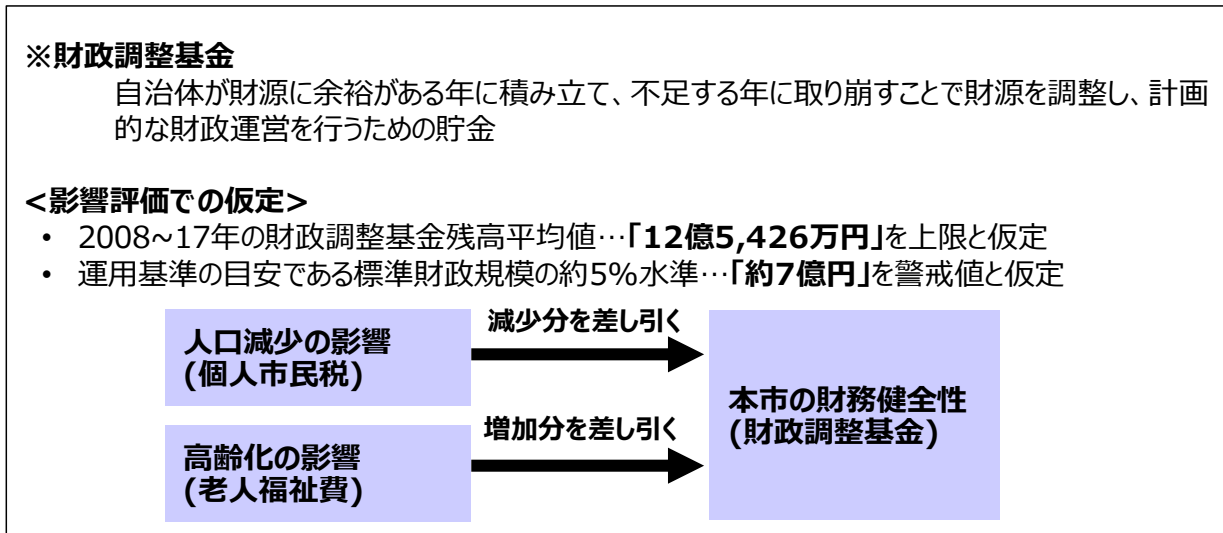 ※財政調整基金
自治体が財源に余裕がある年に積み立て、不足する年に取り崩すことで財源を調整し、計画
的な財政運営を行うための貯金
<影響評価での仮定>
• 2008~17年の財政調整基金残高平均値…「12億5,426万円」を上限と仮定
• 運用基準の目安である標準財政規模の約5%水準…「約7億円」を警戒値と仮定
人口減少の影響
(個人市民税)
減少分を差し引く
高齢化の影響
(老人福祉費)
増加分を差し引く
本市の財務健全性
(財政調整基金)